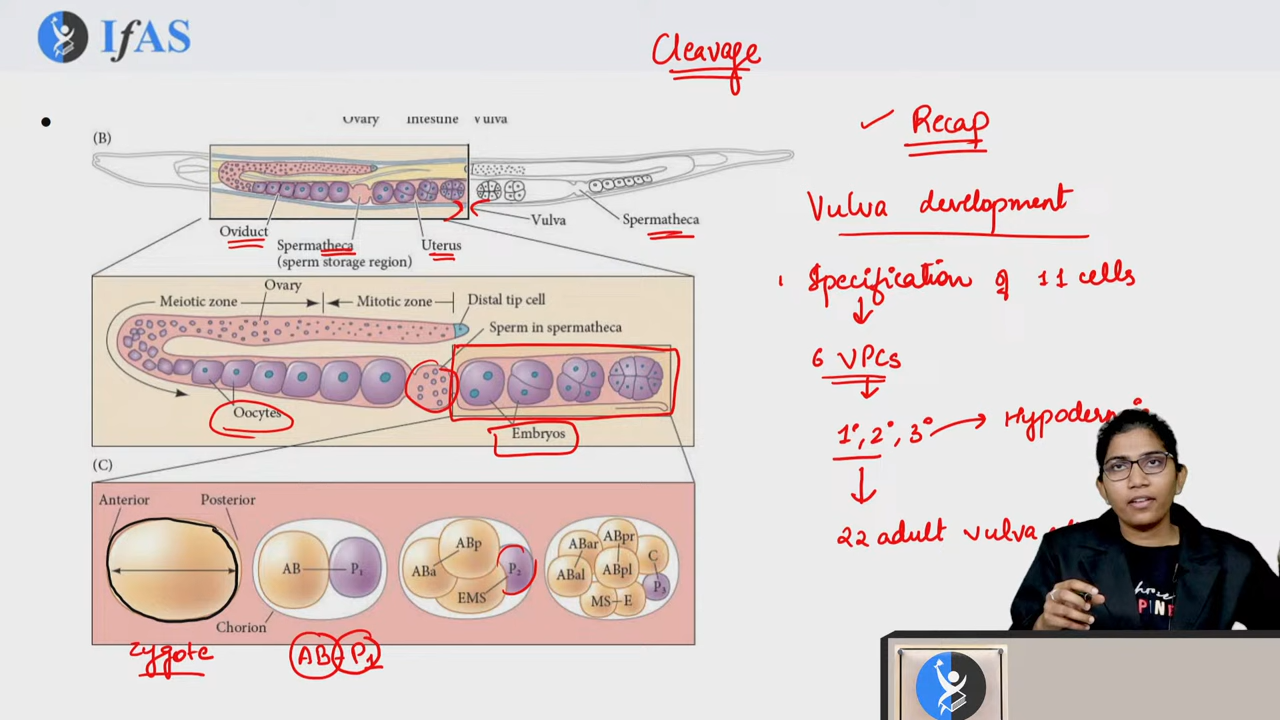 IfAS
Cleavage
Ovary Intestine Vulva
(B)
Oviduct
Spermatheca
(sperm storage region)
Uterus
Vulva
Spermatheca
Ovary
Meiotic zone
Mitotic zone
Distal tip cell
Sperm in spermatheca
Oocytes
Embryos
(C)
Anterior
Posterior
AB P1
Chorion
ABp
ABa
P2
EMS
ABar ABpr
ABal ABpl
C
P3
MS E
Zygote
AB P1
✓ Recap
Vulva development
Specification of 11 cells
6 VPCs
1°, 2°, 3° → 
22 adult vulva
PINE